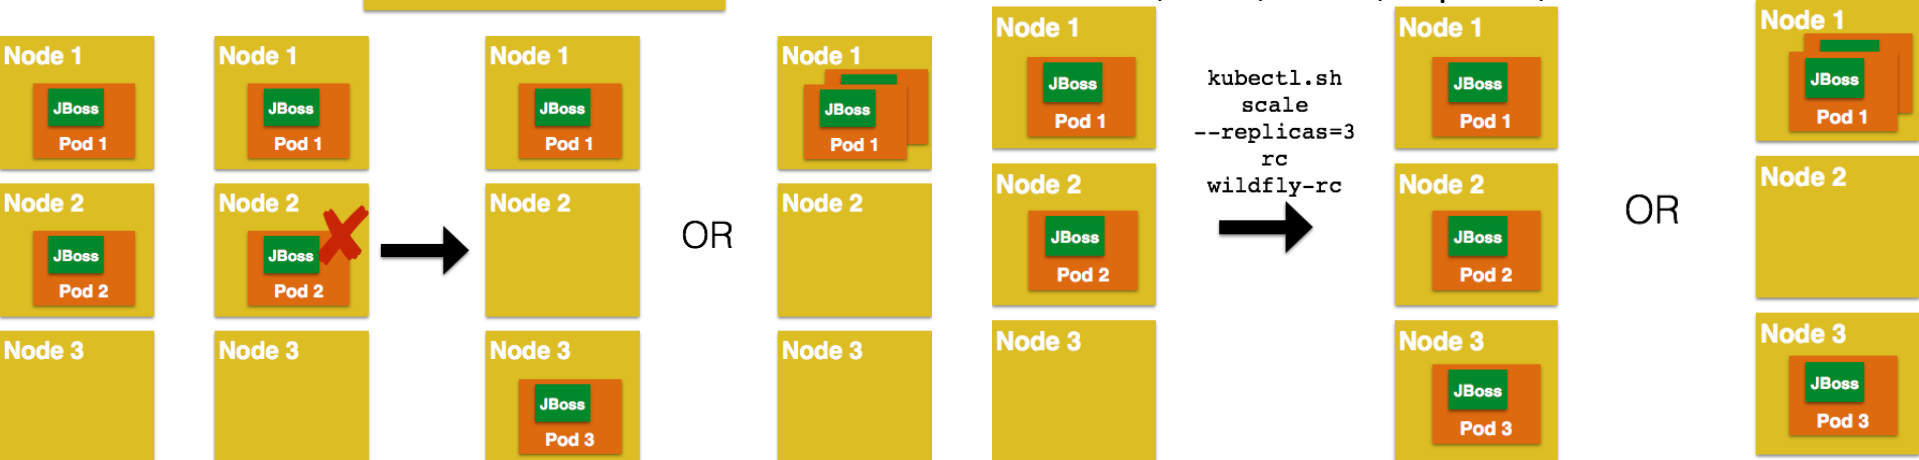 Node 1
JBoss
Pod 1
Node 2
JBoss
Pod 2
Node 3
Node 1
JBoss
Pod 1
Node 2
JBoss
Pod 2
Node 3
Node 1
JBoss
Pod 1
Node 2
Node 3
JBoss
Pod 3
OR
Node 1
JBoss
Pod 1
Node 2
Node 3
Node 1
JBoss
Pod 1
Node 2
JBoss
Pod 2
Node 3
kubectl.sh
scale
--replicas=3
rc
wildfly-rc
Node 1
JBoss
Pod 1
Node 2
JBoss
Pod 2
Node 3
JBoss
Pod 3
OR
Node 1
JBoss
Pod 1
Node 2
Node 3
JBoss
Pod 3